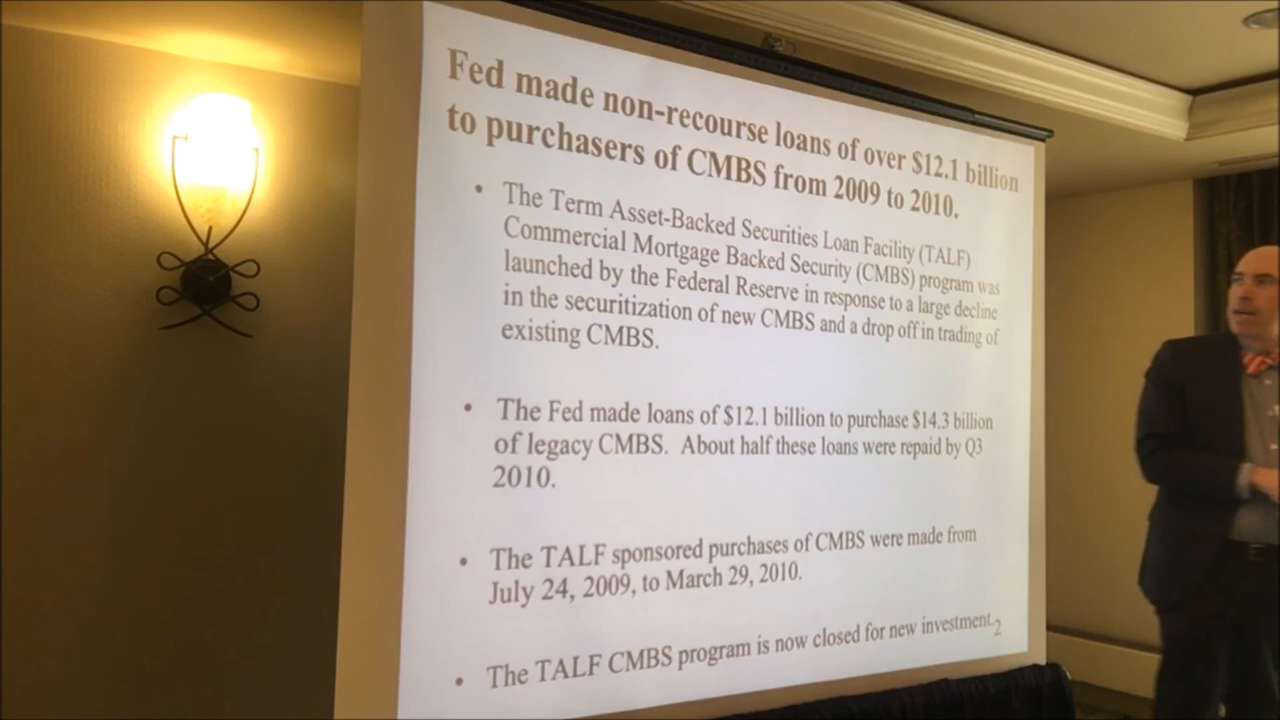 Fed made non-recourse loans of over $12.1 billion
to purchasers of CMBS from 2009 to 2010.
• The Term Asset-Backed Securities Loan Facility (TALF)
Commercial Mortgage Backed Security (CMBS) program was
launched by the Federal Reserve in response to a large decline
in the securitization of new CMBS and a drop off in trading of
existing CMBS.
• The Fed made loans of $12.1 billion to purchase $14.3 billion
of legacy CMBS. About half these loans were repaid by Q3
2010.
• The TALF sponsored purchases of CMBS were made from
July 24, 2009, to March 29, 2010.
• The TALF CMBS program is now closed for new investment.
2